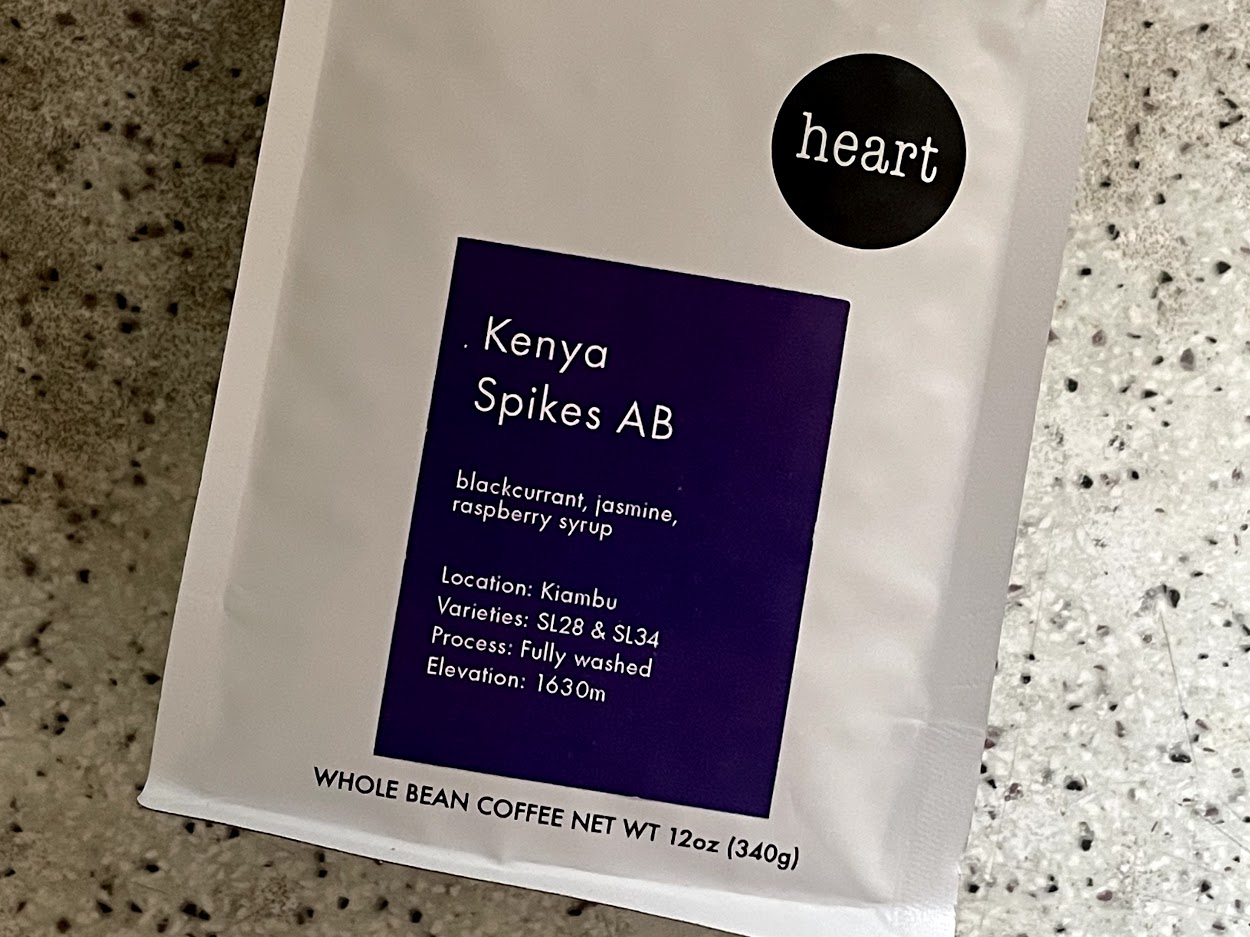 heart
Kenya
Spikes AB
blackcurrant, jasmine,
raspberry syrup
Location: Kiambu
Varieties: SL28 & SL34
Process: Fully washed
Elevation: 1630m
WHOLE BEAN COFFEE NET WT 12oz (340g)